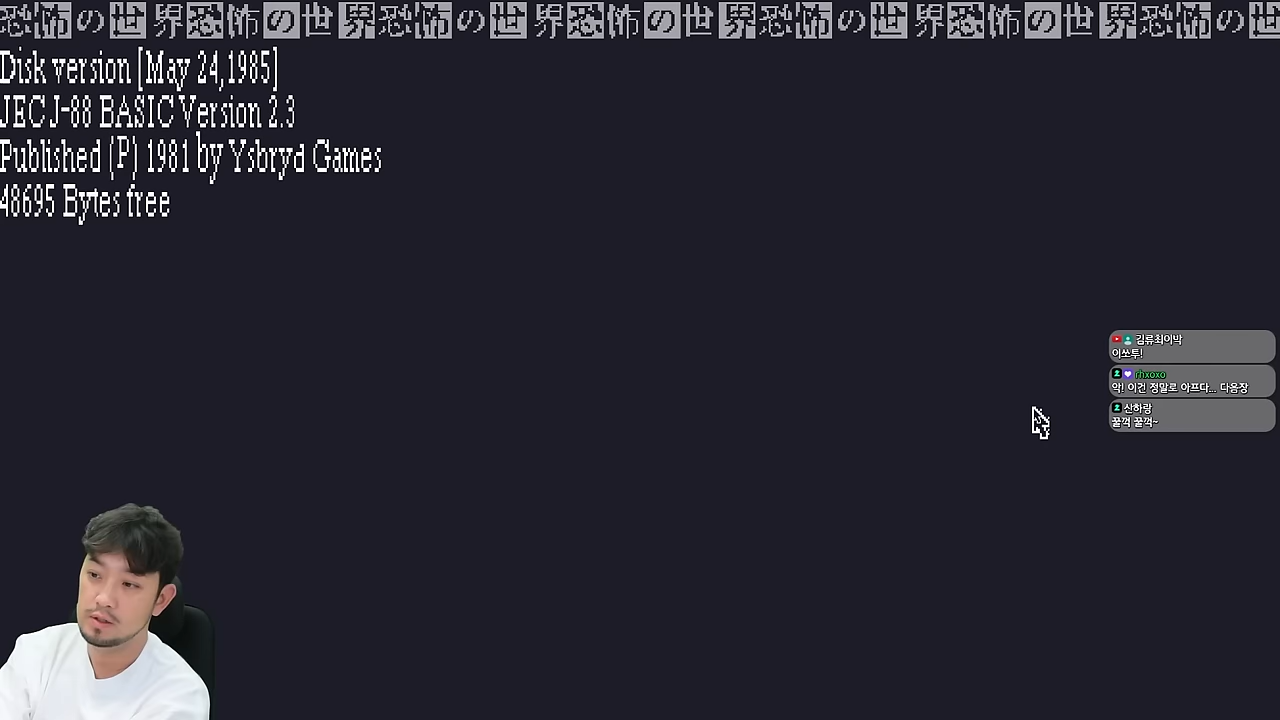 恐怖の世界恐怖の世界恐怖の世界恐怖の世界恐怖の世界恐怖の世界恐怖の世
Disk version [May 24,1985]
JEC J-88 BASIC Version 2.3
Published (P) 1981 by Ysbryd Games
48695 Bytes free
김류최이박
이쏘투!
rhxoxo
악! 이건 정말로 아프다... 다음장
산하랑
꿀꺽 꿀꺽~